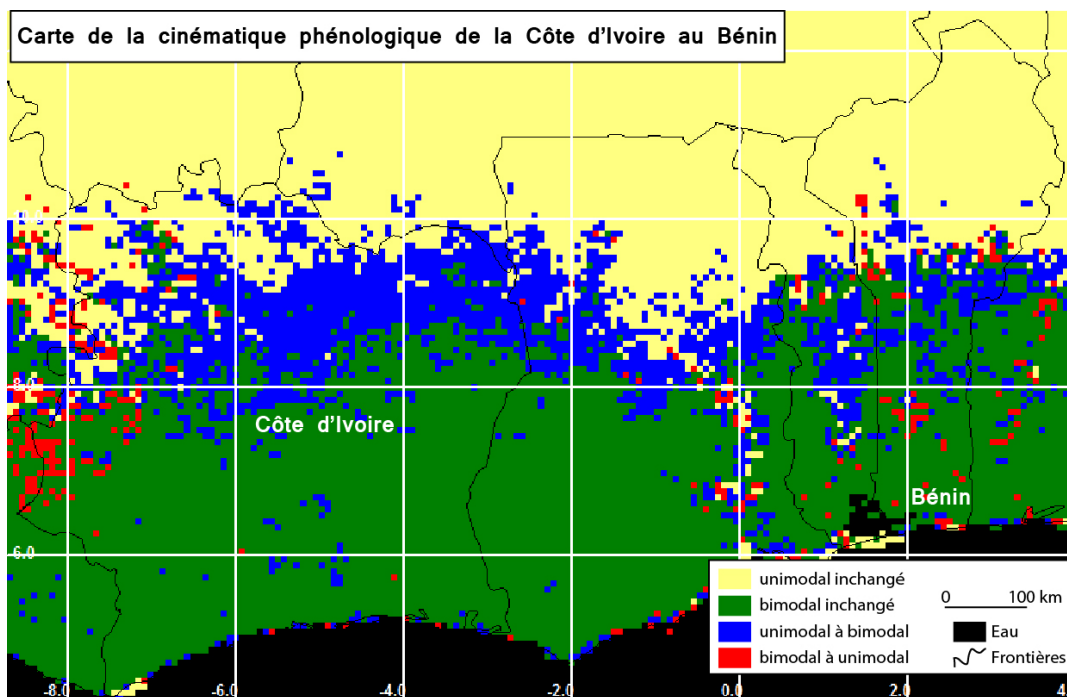 Carte de la cinématique phénologique de la Côte d'Ivoire au Bénin
10.0
8.0
Côte d'Ivoire
Bénin
6.0
unimodal inchangé
bimodal inchangé
unimodal à bimodal
bimodal à unimodal
0 100 km
Eau
Frontières
-8.0 -6.0 -4.0 -2.0 0.0 2.0